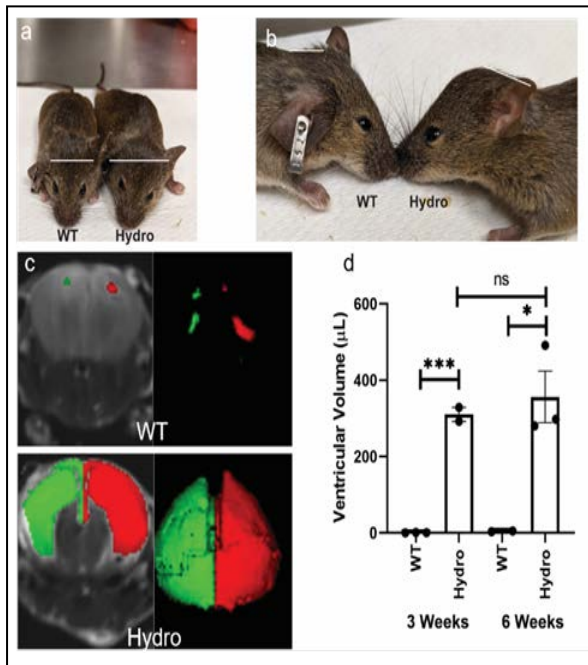 a
WT
Hydro
b
WT
Hydro
c
WT
Hydro
d
ns
*
***
600
400
200
0
Ventricular Volume (μL)
WT
Hydro
WT
Hydro
3 Weeks
6 Weeks